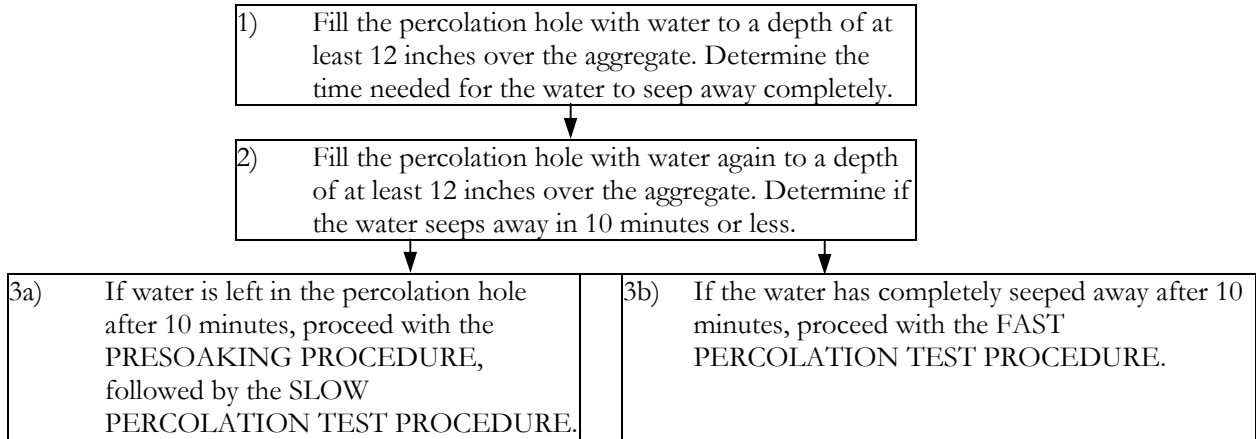 1) Fill the percolation hole with water to a depth of at
least 12 inches over the aggregate. Determine the
time needed for the water to seep away completely.
2) Fill the percolation hole with water again to a depth
of at least 12 inches over the aggregate. Determine if
the water seeps away in 10 minutes or less.
3a) If water is left in the percolation hole
after 10 minutes, proceed with the
PRESOAKING PROCEDURE,
followed by the SLOW
PERCOLATION TEST PROCEDURE.
3b) If the water has completely seeped away after 10
minutes, proceed with the FAST
PERCOLATION TEST PROCEDURE.